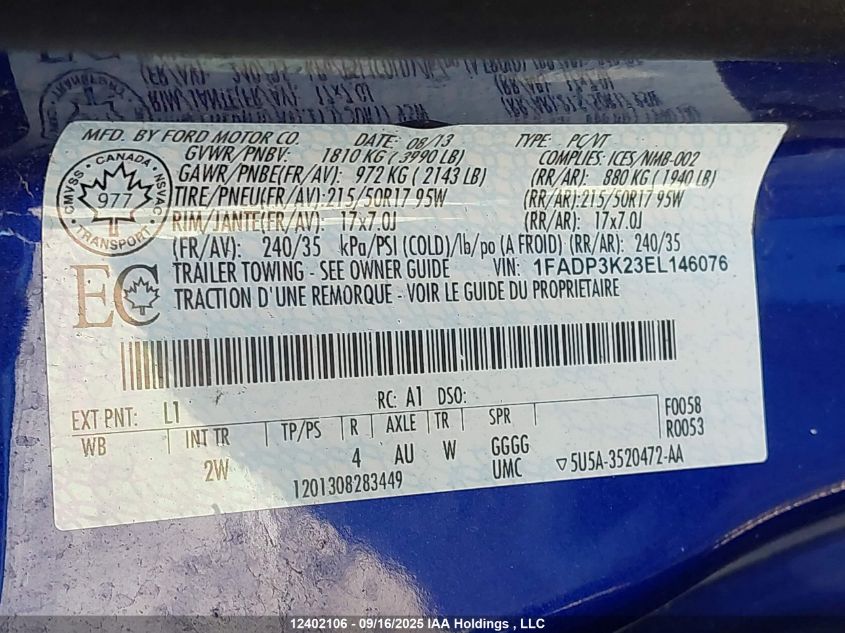 MFD. BY FORD MOTOR CO. DATE: 08/13 TYPE: PC/VT
GVWR/PNBV: 1810 KG ( 3990 LB) COMPLIES: ICES/NMB-002
GAWR/PNBE(FR/AV): 972 KG ( 2143 LB) (RR/AR): 880 KG ( 1940 LB)
TIRE/PNEU(FR/AV):215/50R17 95W (RR/AR):215/50R17 95W
RIM/JANTE(FR/AV): 17x7.0J (RR/AR): 17x7.0J
(FR/AV): 240/35 kPa/PSI (COLD)/lb/po (A FROID) (RR/AR): 240/35
TRAILER TOWING - SEE OWNER GUIDE VIN: 1FADP3K23EL146076
TRACTION D'UNE REMORQUE - VOIR LE GUIDE DU PROPRIETAIRE
CMVSS · CANADA · NSVAC
977
TRANSPORT
EC
EXT PNT: L1 RC: A1 DSO: F0058
R0053
WB INT TR TP/PS R AXLE TR SPR
2W 4 AU W GGGG
UMC
▽5U5A-3520472-AA
1201308283449
12402106 - 09/16/2025 IAA Holdings , LLC